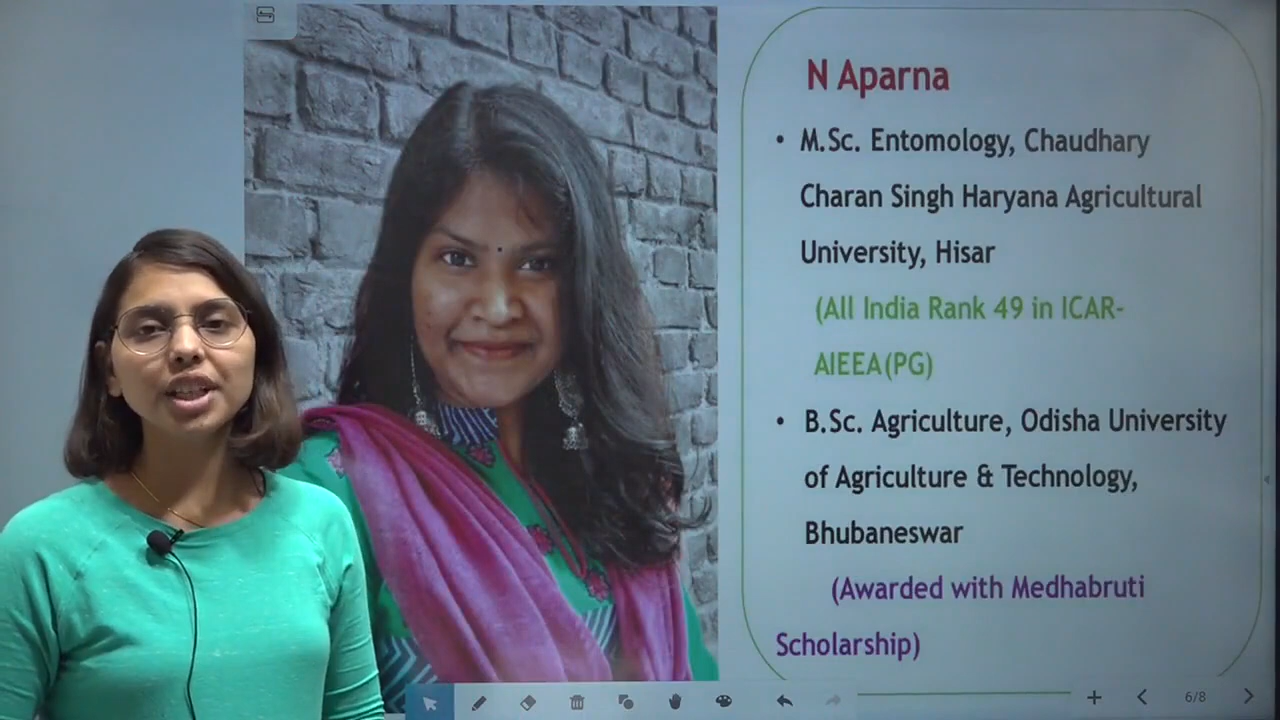 N Aparna
• M.Sc. Entomology, Chaudhary
Charan Singh Haryana Agricultural
University, Hisar
(All India Rank 49 in ICAR-
AIEEA(PG)
• B.Sc. Agriculture, Odisha University
of Agriculture & Technology,
Bhubaneswar
(Awarded with Medhabruti
Scholarship)
6/8